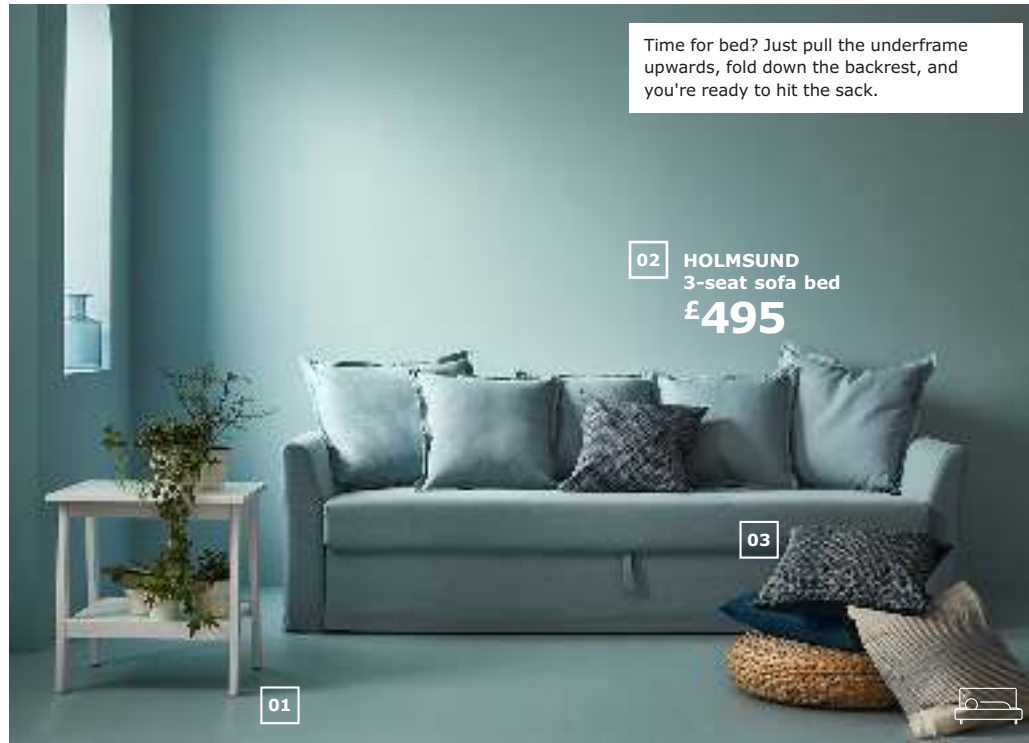 Time for bed? Just pull the underframe
upwards, fold down the backrest, and
you're ready to hit the sack.
02
HOLMSUND
3-seat sofa bed
£495
03
01